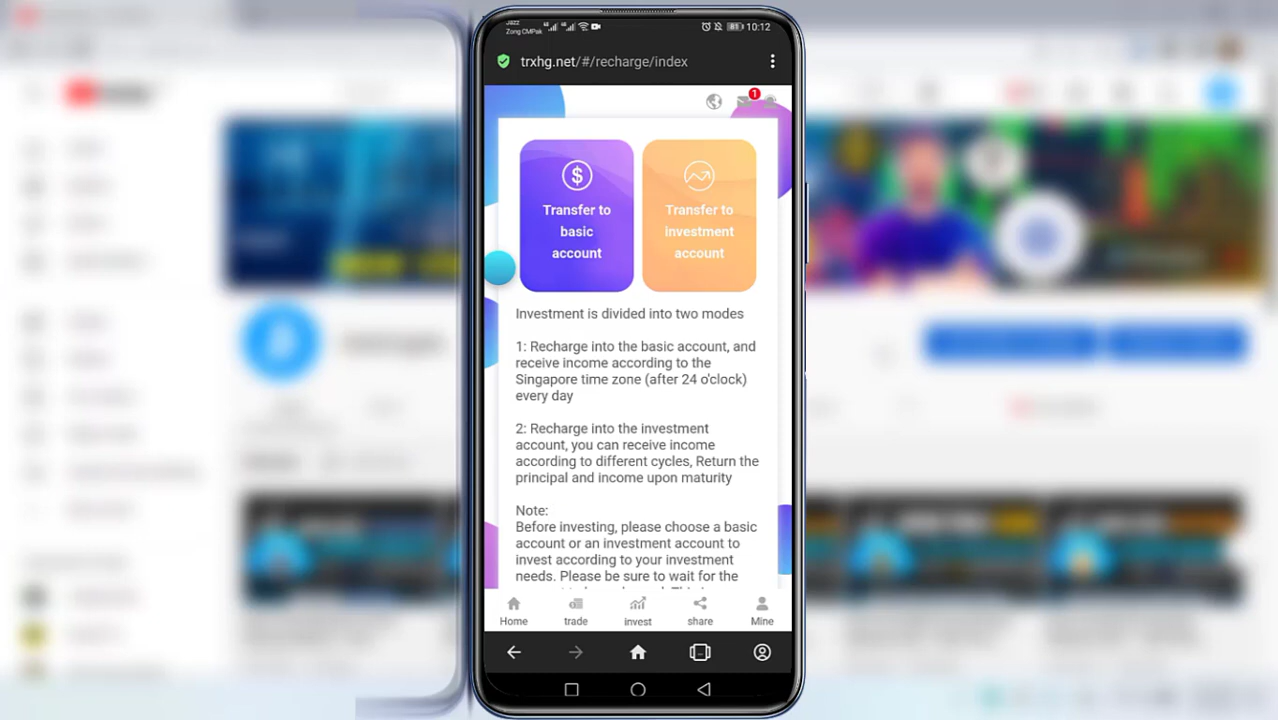 Jazz
Zong CMPak
10:12
trxhg.net/#/recharge/index
1
Transfer to
basic
account
Transfer to
investment
account
Investment is divided into two modes
1: Recharge into the basic account, and
receive income according to the
Singapore time zone (after 24 o'clock)
every day
2: Recharge into the investment
account, you can receive income
according to different cycles, Return the
principal and income upon maturity
Note:
Before investing, please choose a basic
account or an investment account to
invest according to your investment
needs. Please be sure to wait for the
Home
trade
invest
share
Mine